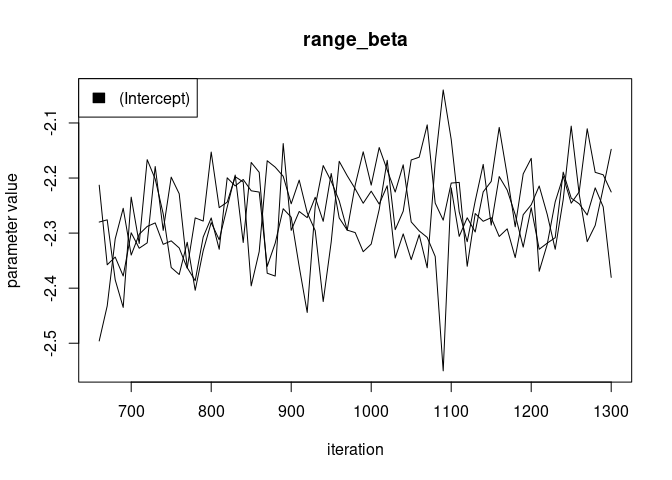 range_beta
(Intercept)
parameter value
-2.1
-2.2
-2.3
-2.4
-2.5
700 800 900 1000 1100 1200 1300
iteration